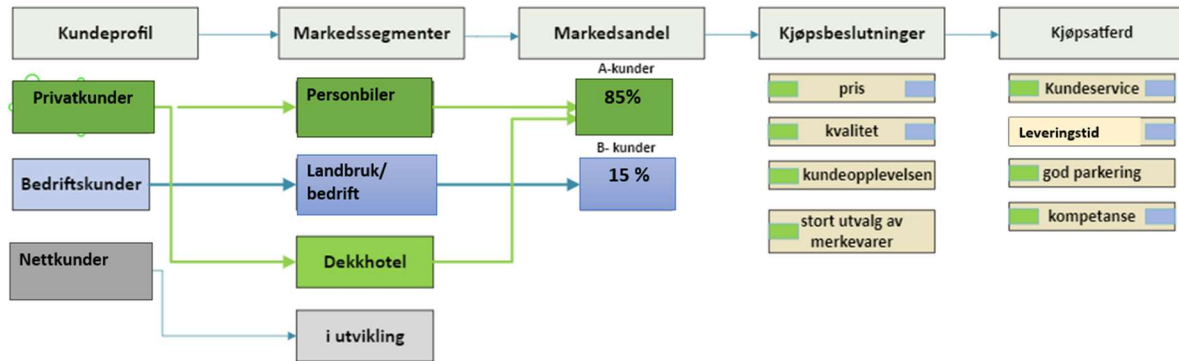 Kundeprofil
Markedssegmenter
Markedsandel
Kjøpsbeslutninger
Kjøpsatferd
Privatkunder
Personbiler
A-kunder
85%
pris
Kundeservice
kvalitet
Leveringstid
Bedriftskunder
Landbruk/
bedrift
B- kunder
15 %
kundeopplevelsen
god parkering
stort utvalg av
merkevarer
kompetanse
Nettkunder
Dekkhotel
i utvikling